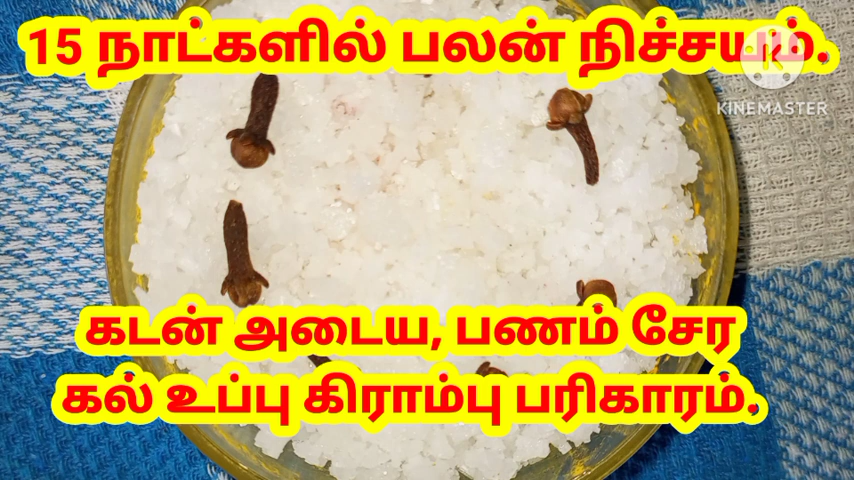 15 நாட்களில் பலன் நிச்சயம்.
KINEMASTER
கடன் அடைய, பணம் சேர
கல் உப்பு கிராம்பு பரிகாரம்.